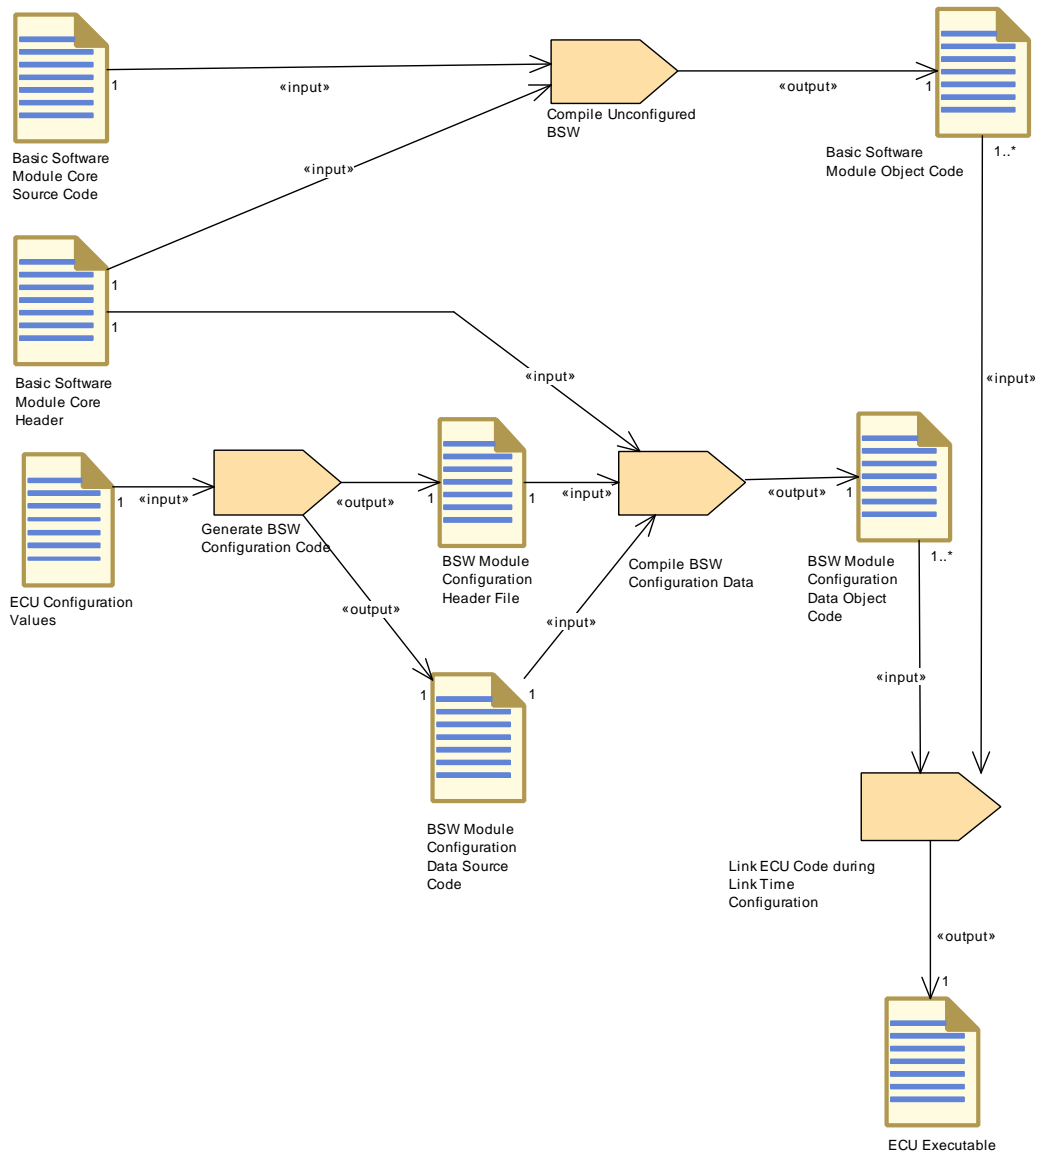 1
«input»
«output»
1
Compile Unconfigured
BSW
Basic Software
Module Core
Source Code
Basic Software
Module Object Code
1..*
«input»
1
1
Basic Software
Module Core
Header
«input»
«input»
ECU Configuration
Values
1
«input»
Generate BSW
Configuration Code
«output»
1
BSW Module
Configuration
Header File
1
«input»
Compile BSW
Configuration Data
«output»
1
BSW Module
Configuration
Data Object
Code
1..*
«output»
1
«input»
1
BSW Module
Configuration
Data Source
Code
«input»
Link ECU Code during
Link Time
Configuration
«output»
1
ECU Executable